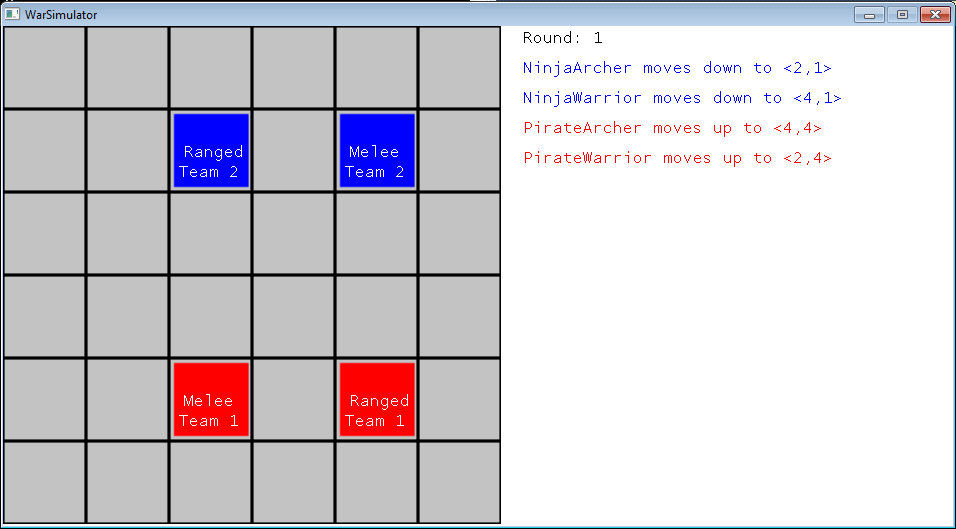 WarSimulator
Round: 1
NinjaArcher moves down to <2,1>
NinjaWarrior moves down to <4,1>
PirateArcher moves up to <4,4>
PirateWarrior moves up to <2,4>
Ranged
Team 2
Melee
Team 2
Melee
Team 1
Ranged
Team 1